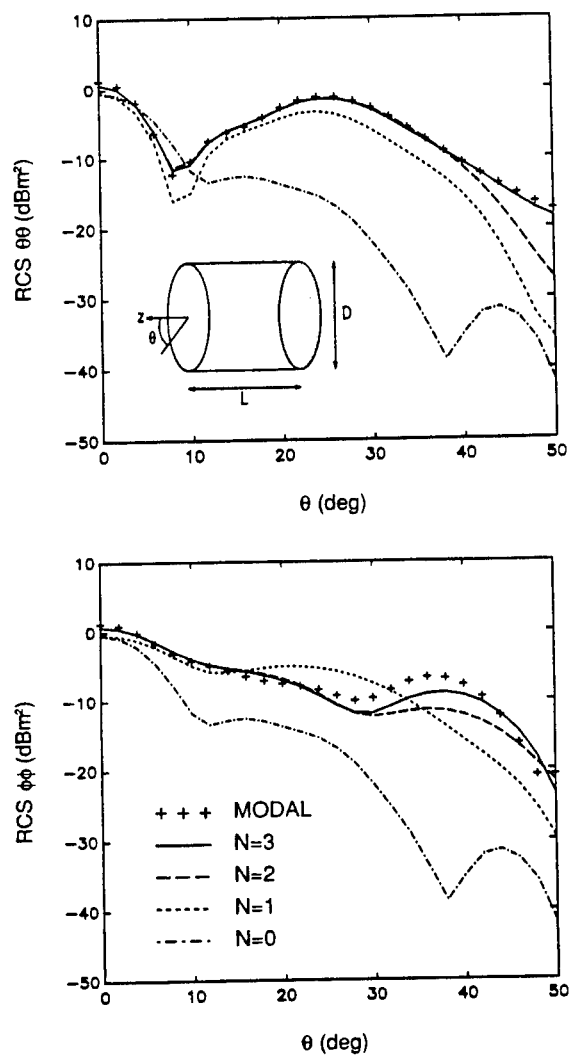 10
0
−10
−20
−30
−40
−50
RCS θθ (dBm²)
z
θ
D
L
0
10
20
30
40
50
θ (deg)
10
0
−10
−20
−30
−40
−50
RCS ϕϕ (dBm²)
+ + + MODAL
N=3
N=2
N=1
N=0
0
10
20
30
40
50
θ (deg)